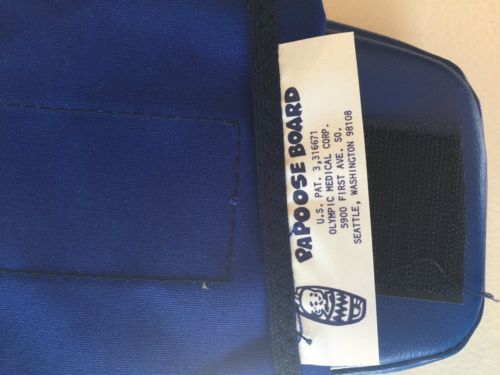 PAPOOSE BOARD
U.S. PAT. 3,316671
OLYMPIC MEDICAL CORP.
5900 FIRST AVE. SO.
SEATTLE, WASHINGTON 98108